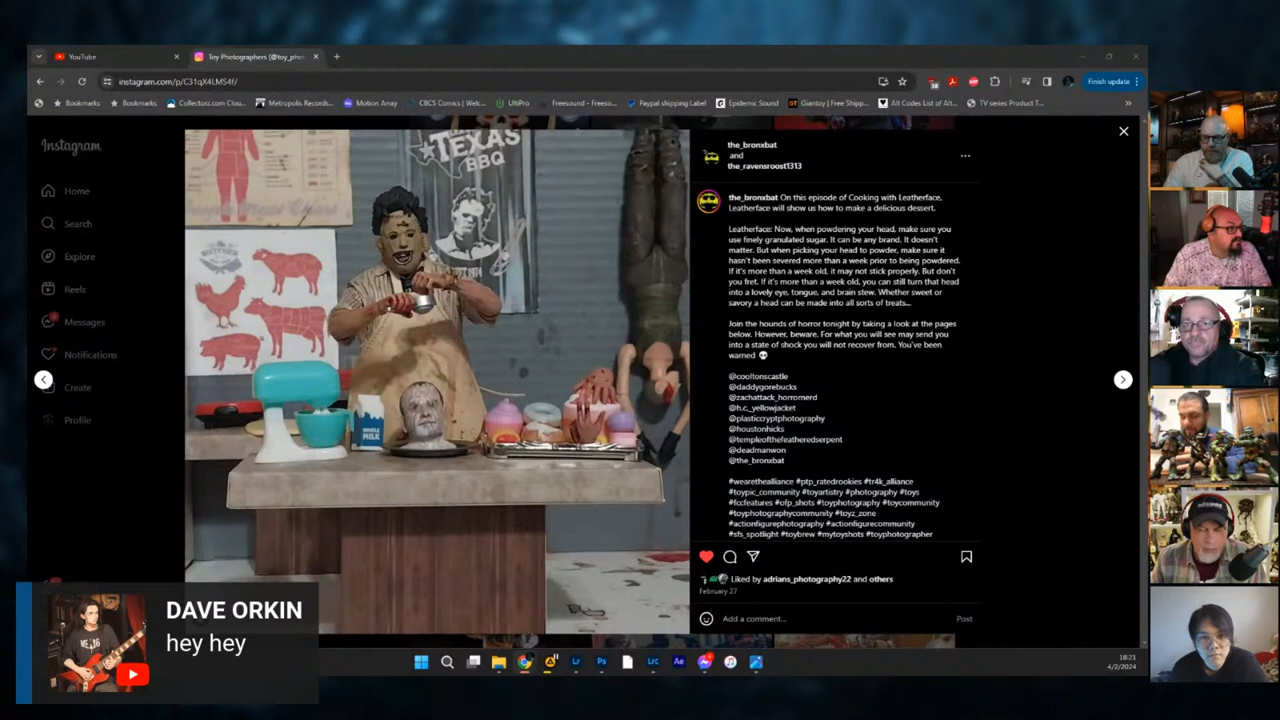 YouTube
Toy Photographers (@toy_phot
instagram.com/p/C31qX4LMS4f/
Finish update
Bookmarks
Bookmarks
Collectorz.com Clou...
Metropolis Records...
Motion Array
CBCS Comics | Welc...
UltiPro
Freesound - Freeso...
Paypal shipping Label
Epidemic Sound
Giantoy | Free Shipp...
Alt Codes List of Alt...
TV series Product T...
Instagram
Home
Search
Explore
Reels
Messages
Notifications
Create
Profile
TEXAS
BBQ
WHOLE
MILK
the_bronxbat
and
the_ravensroost1313
the_bronxbat On this episode of Cooking with Leatherface,
Leatherface will show us how to make a delicious dessert.
Leatherface: Now, when powdering your head, make sure you
use finely granulated sugar. It can be any brand. It doesn't
matter. But when picking your head to powder, make sure it
hasn't been severed more than a week prior to being powdered.
If it's more than a week old, it may not stick properly. But don't
you fret. If it's more than a week old, you can still turn that head
into a lovely eye, tongue, and brain stew. Whether sweet or
savory a head can be made into all sorts of treats...
Join the hounds of horror tonight by taking a look at the pages
below. However, beware. For what you will see may send you
into a state of shock you will not recover from. You've been
warned
@cooltonscastle
@daddygorebucks
@zachattack_horrornerd
@h.c_yellowjacket
@plasticcryptphotography
@houstonhicks
@templeofthefeatheredserpent
@deadmanwon
@the_bronxbat
#wearethealliance #ptp_ratedrookies #tr4k_alliance
#toypic_community #toyartistry #photography #toys
#fccfeatures #ofp_shots #toyphotography #toycommunity
#toyphotographycommunity #toyz_zone
#actionfigurephotography #actionfigurecommunity
#sfs_spotlight #toybrew #mytoyshots #toyphotographer
Liked by adrians_photography22 and others
February 27
Add a comment...
Post
DAVE ORKIN
hey hey
18:21
4/2/2024